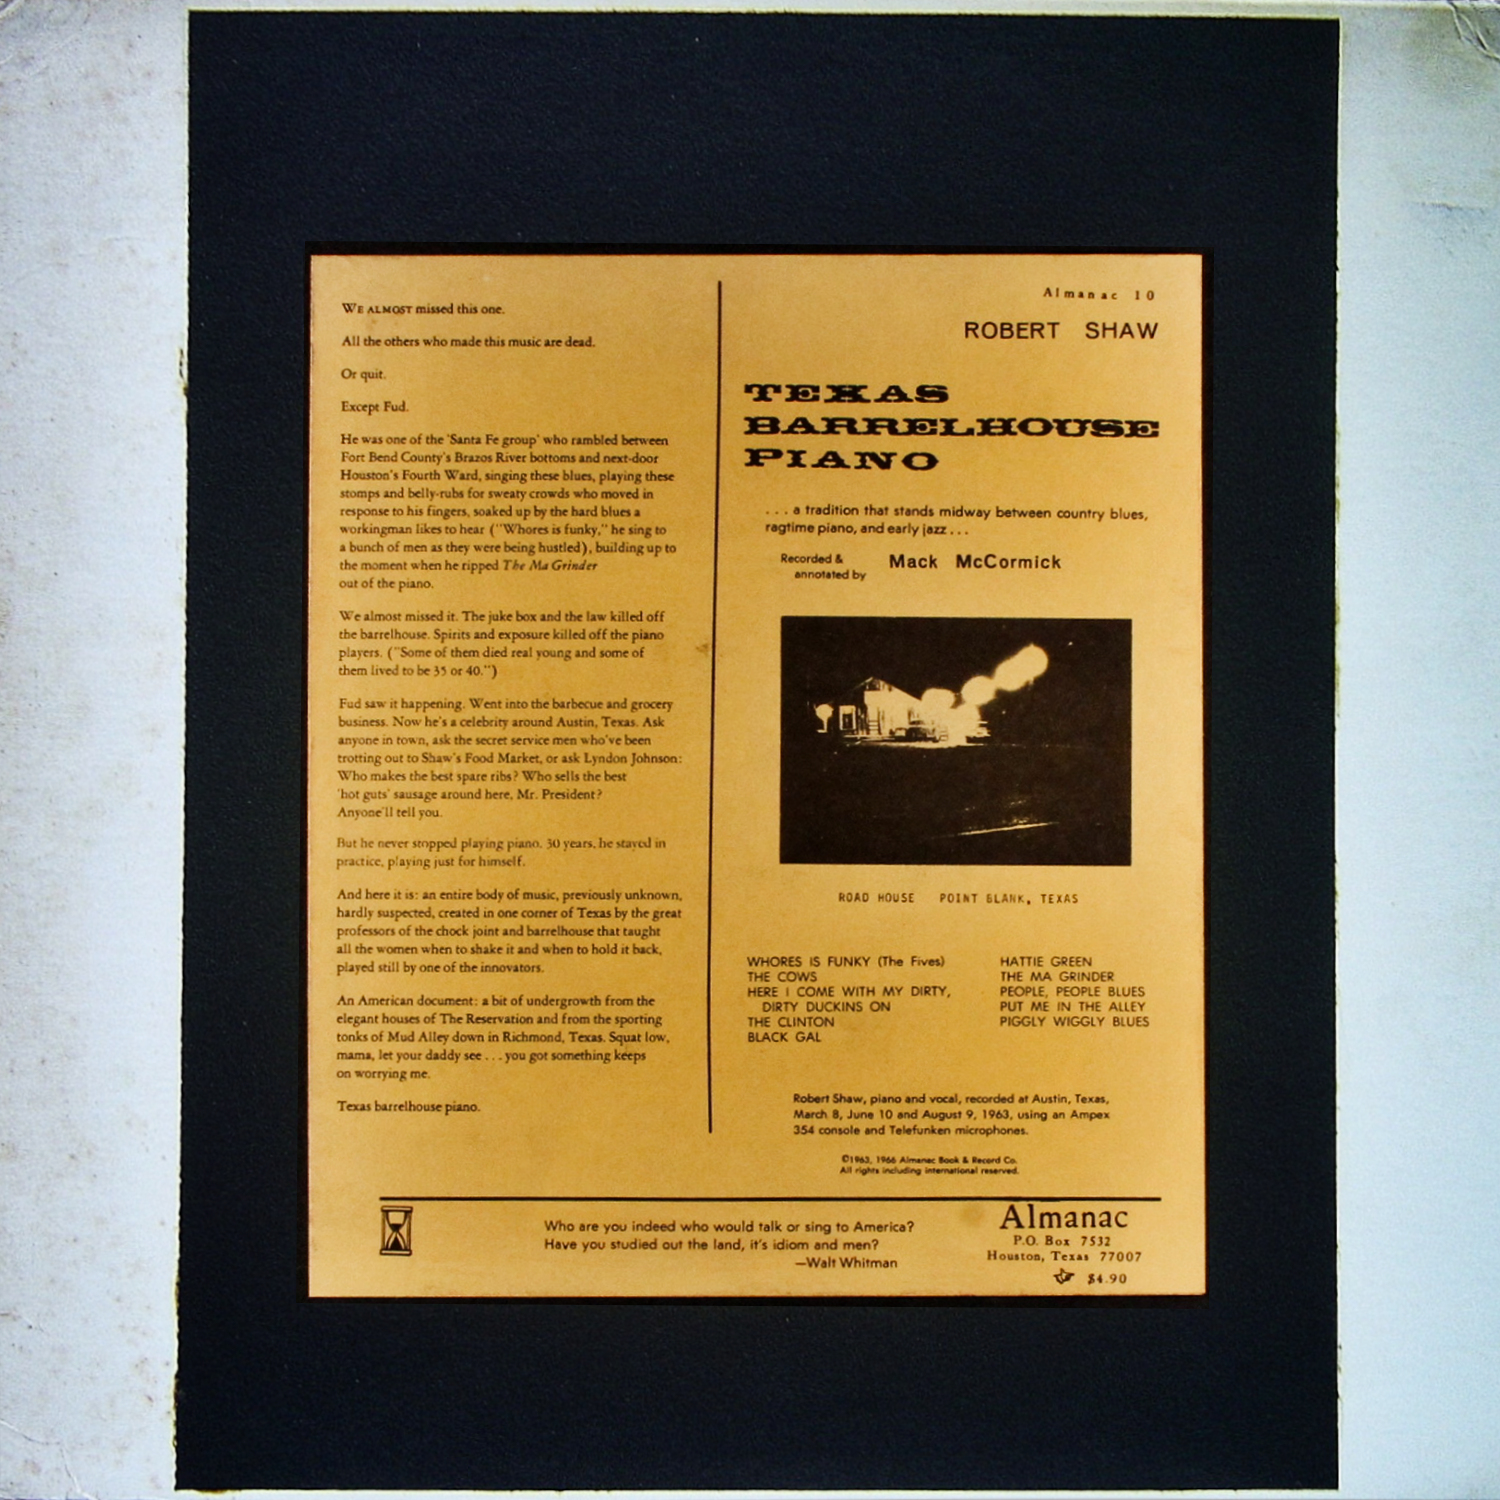 WE ALMOST missed this one.
All the others who made this music are dead.
Or quit.
Except Fud.
He was one of the 'Santa Fe group' who rambled between
Fort Bend County's Brazos River bottoms and next-door
Houston's Fourth Ward, singing these blues, playing these
stomps and belly-rubs for sweaty crowds who moved in
response to his fingers, soaked up by the hard blues a
workingman likes to hear ("Whores is funky," he sing to
a bunch of men as they were being hustled), building up to
the moment when he ripped The Ma Grinder
out of the piano.
We almost missed it. The juke box and the law killed off
the barrelhouse. Spirits and exposure killed off the piano
players. ("Some of them died real young and some of
them lived to be 35 or 40.")
Fud saw it happening. Went into the barbecue and grocery
business. Now he's a celebrity around Austin, Texas. Ask
anyone in town, ask the secret service men who've been
trotting out to Shaw's Food Market, or ask Lyndon Johnson:
Who makes the best spare ribs? Who sells the best
'hot guts' sausage around here, Mr. President?
Anyone'll tell you.
But he never stopped playing piano. 30 years, he stayed in
practice, playing just for himself.
And here it is: an entire body of music, previously unknown,
hardly suspected, created in one corner of Texas by the great
professors of the chock joint and barrelhouse that taught
all the women when to shake it and when to hold it back,
played still by one of the innovators.
An American document: a bit of undergrowth from the
elegant houses of The Reservation and from the sporting
tonks of Mud Alley down in Richmond, Texas. Squat low,
mama, let your daddy see . . . you got something keeps
on worrying me.
Texas barrelhouse piano.
Almanac 10
ROBERT SHAW
TEXAS
BARRELHOUSE
PIANO
. . . a tradition that stands midway between country blues,
ragtime piano, and early jazz . . .
Recorded &
annotated by
Mack McCormick
ROAD HOUSE POINT BLANK, TEXAS
WHORES IS FUNKY (The Fives)
THE COWS
HERE I COME WITH MY DIRTY,
DIRTY DUCKINS ON
THE CLINTON
BLACK GAL
HATTIE GREEN
THE MA GRINDER
PEOPLE, PEOPLE BLUES
PUT ME IN THE ALLEY
PIGGLY WIGGLY BLUES
Robert Shaw, piano and vocal, recorded at Austin, Texas,
March 8, June 10 and August 9, 1963, using an Ampex
354 console and Telefunken microphones.
©1963, 1966 Almanac Book & Record Co.
All rights including international reserved.
Who are you indeed who would talk or sing to America?
Have you studied out the land, it's idiom and men?
—Walt Whitman
Almanac
P.O. Box 7532
Houston, Texas 77007
$4.90